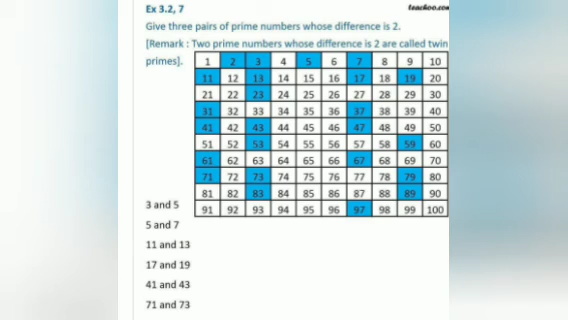 Ex 3.2, 7
teachoo.com
Give three pairs of prime numbers whose difference is 2.
[Remark : Two prime numbers whose difference is 2 are called twin
primes].
1 2 3 4 5 6 7 8 9 10
11 12 13 14 15 16 17 18 19 20
21 22 23 24 25 26 27 28 29 30
31 32 33 34 35 36 37 38 39 40
41 42 43 44 45 46 47 48 49 50
51 52 53 54 55 56 57 58 59 60
61 62 63 64 65 66 67 68 69 70
71 72 73 74 75 76 77 78 79 80
81 82 83 84 85 86 87 88 89 90
91 92 93 94 95 96 97 98 99 100
3 and 5
5 and 7
11 and 13
17 and 19
41 and 43
71 and 73